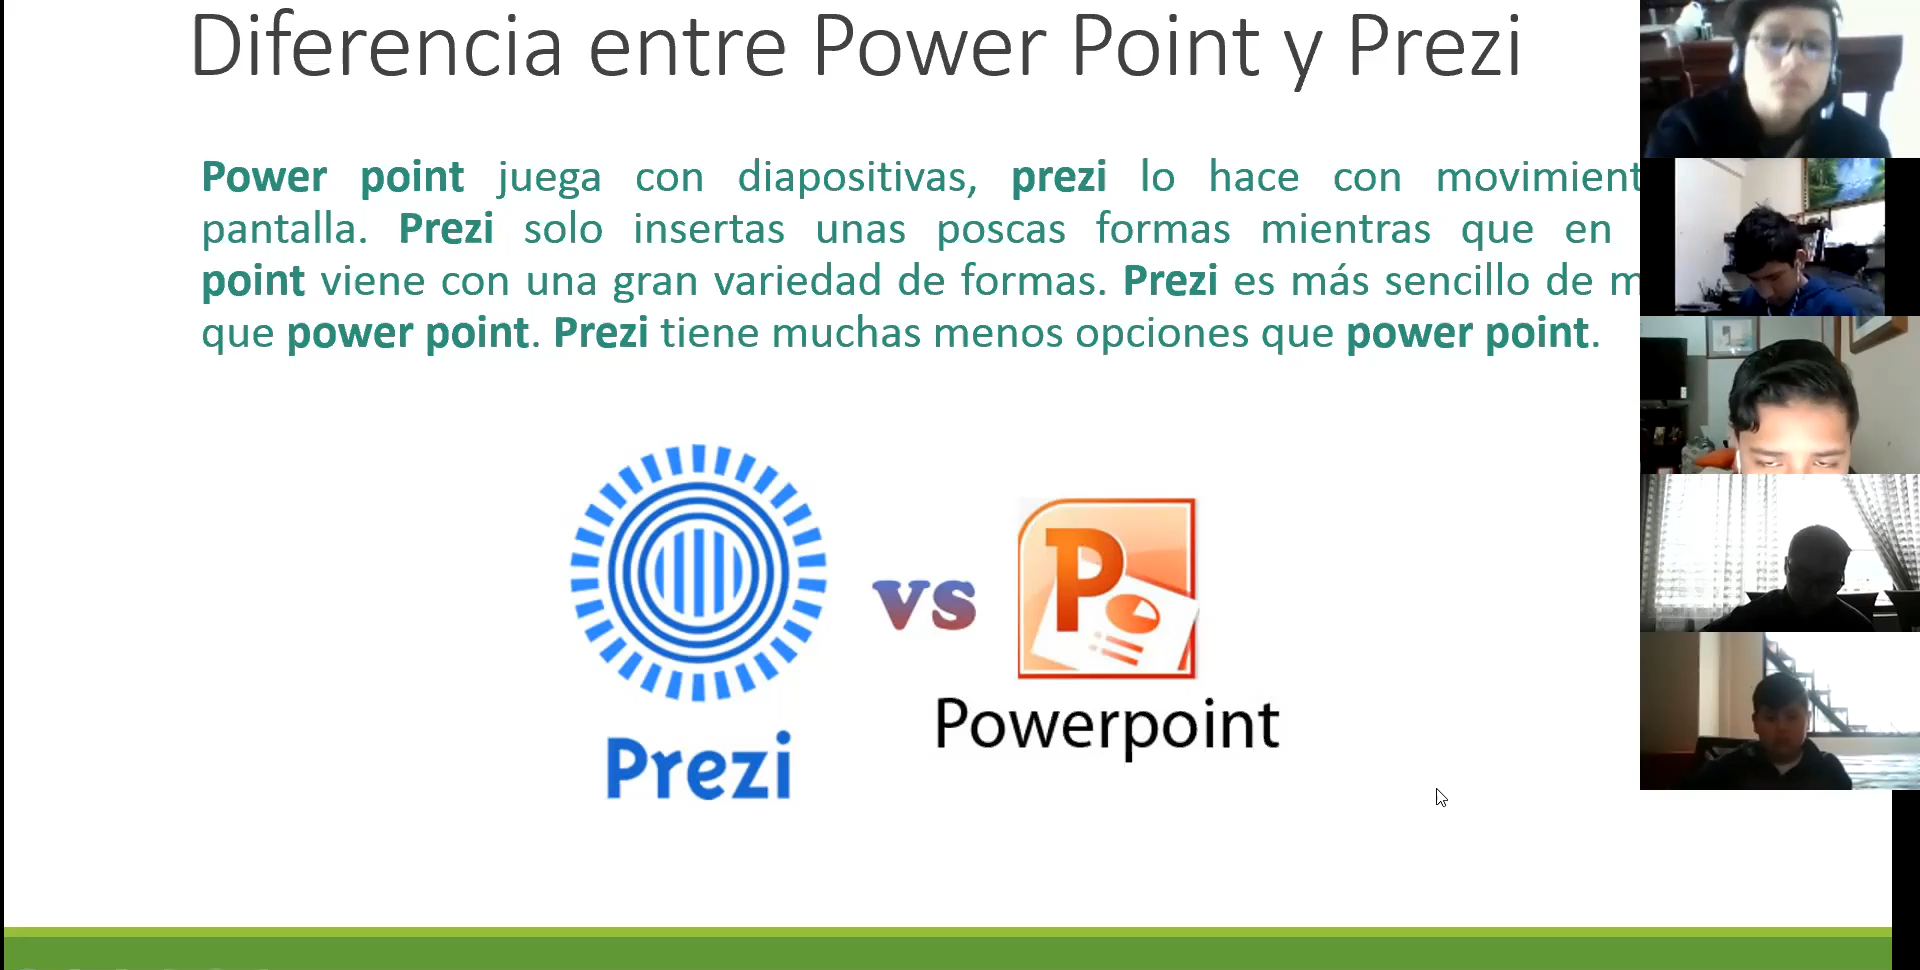 Diferencia entre Power Point y Prezi
Power point juega con diapositivas, prezi lo hace con
pantalla. Prezi solo insertas unas poscas formas mientras que en
point viene con una gran variedad de formas. Prezi es más sencillo de
que power point. Prezi tiene muchas menos opciones que power point.
vs
Prezi
Powerpoint